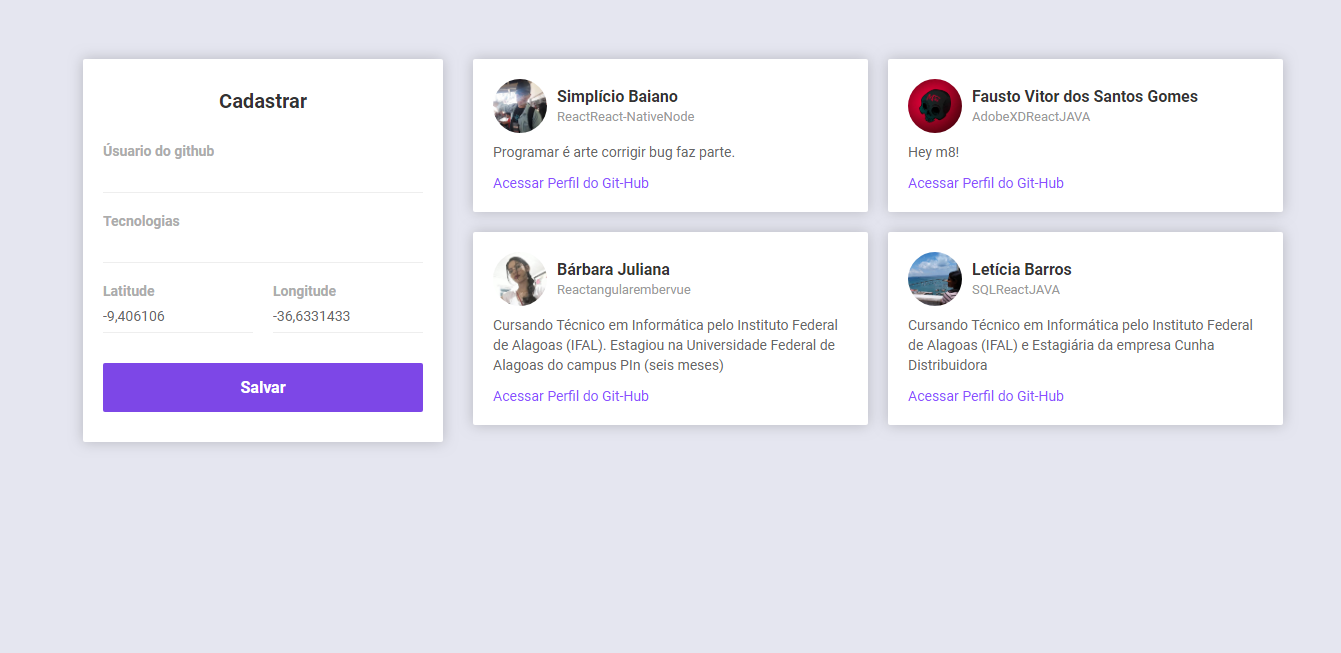 Cadastrar
Úsuario do github
Tecnologias
Latitude
Longitude
-9,406106
-36,6331433
Salvar
Simplício Baiano
ReactReact-NativeNode
Programar é arte corrigir bug faz parte.
Acessar Perfil do Git-Hub
Fausto Vitor dos Santos Gomes
AdobeXDReactJAVA
Hey m8!
Acessar Perfil do Git-Hub
Bárbara Juliana
Reactangularembervue
Cursando Técnico em Informática pelo Instituto Federal
de Alagoas (IFAL). Estagiou na Universidade Federal de
Alagoas do campus PIn (seis meses)
Acessar Perfil do Git-Hub
Letícia Barros
SQLReactJAVA
Cursando Técnico em Informática pelo Instituto Federal
de Alagoas (IFAL) e Estagiária da empresa Cunha
Distribuidora
Acessar Perfil do Git-Hub